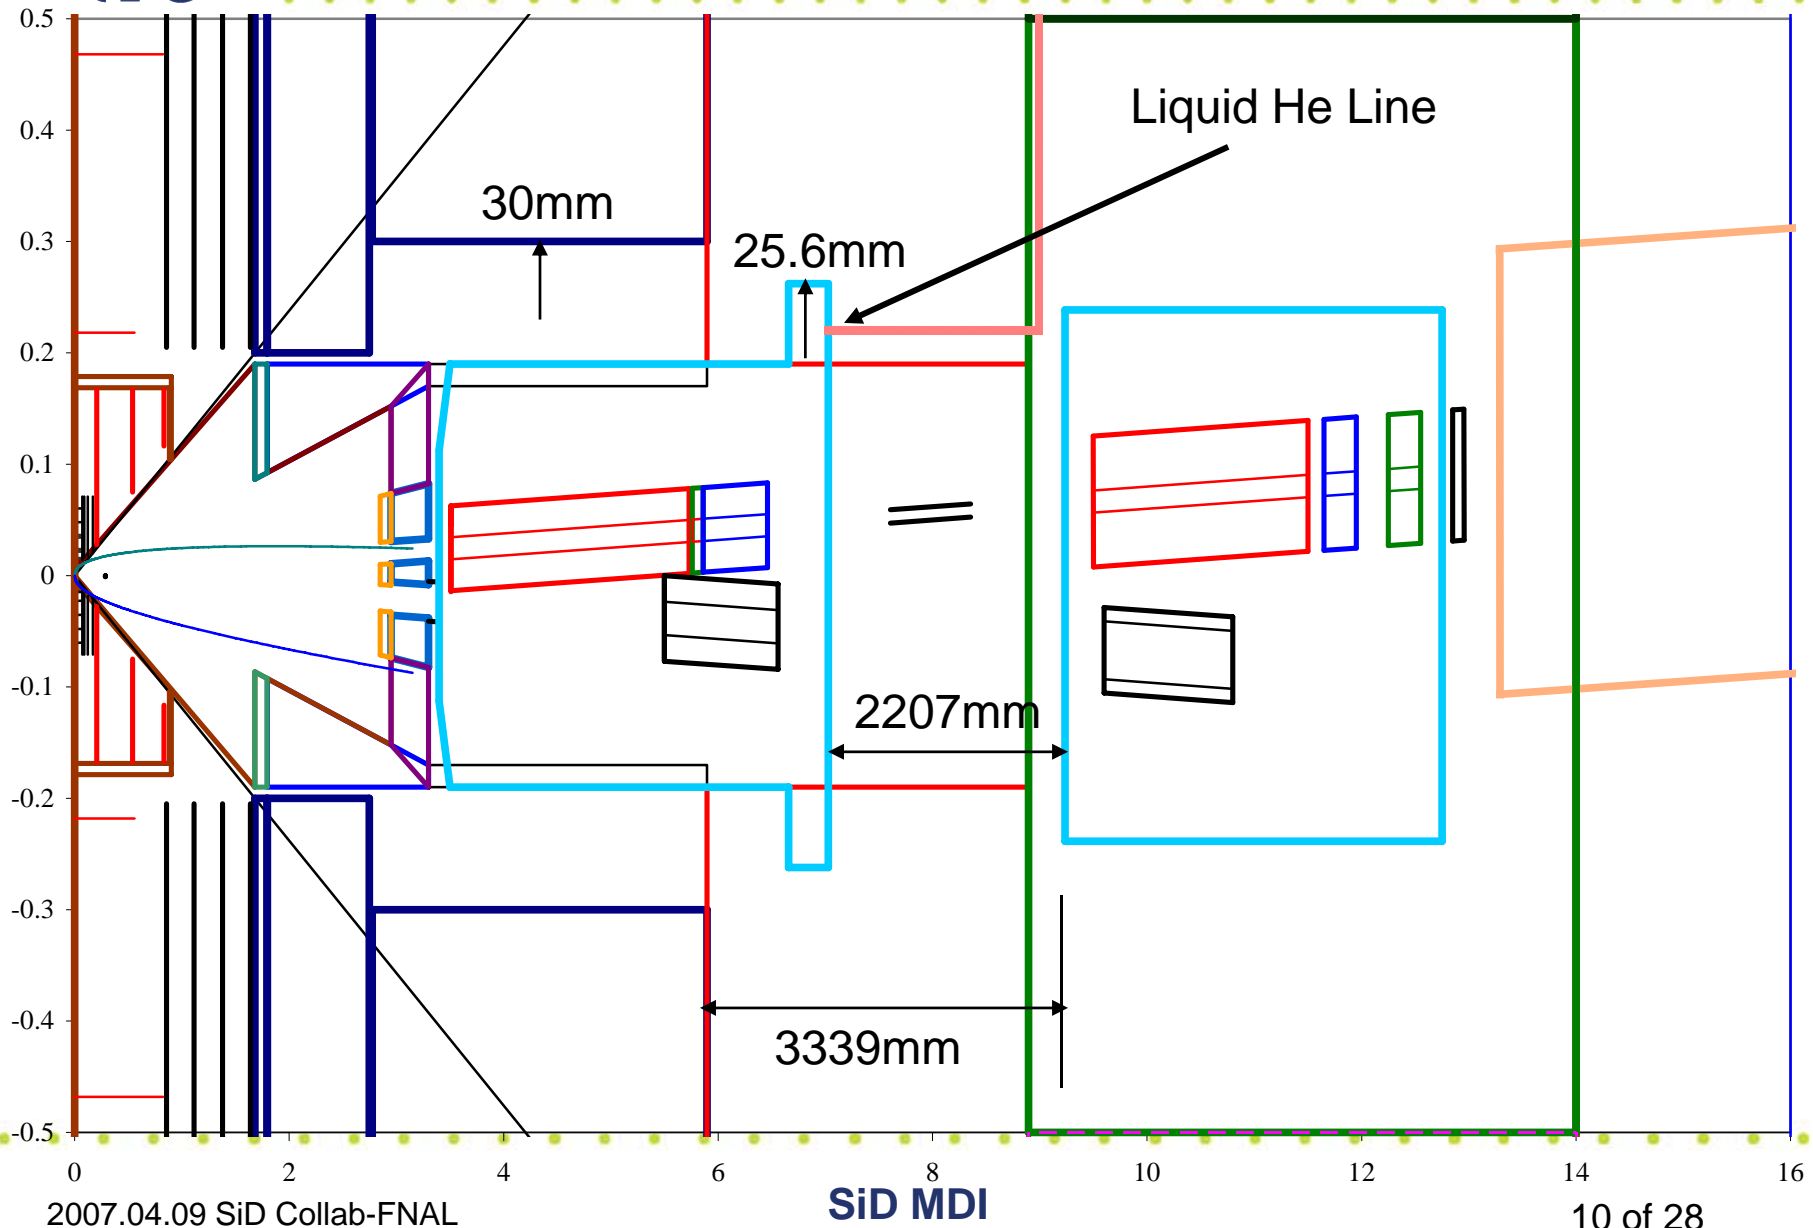 0.5
Liquid He Line
0.4
30mm
0.3
25.6mm
0.2
0.1
0
-0.1
2207mm
-0.2
-0.3
-0.4
3339mm
-0.5
0 2 4 6 8 10 12 14 16
2007.04.09 SiD Collab-FNAL
SiD MDI
10 of 28